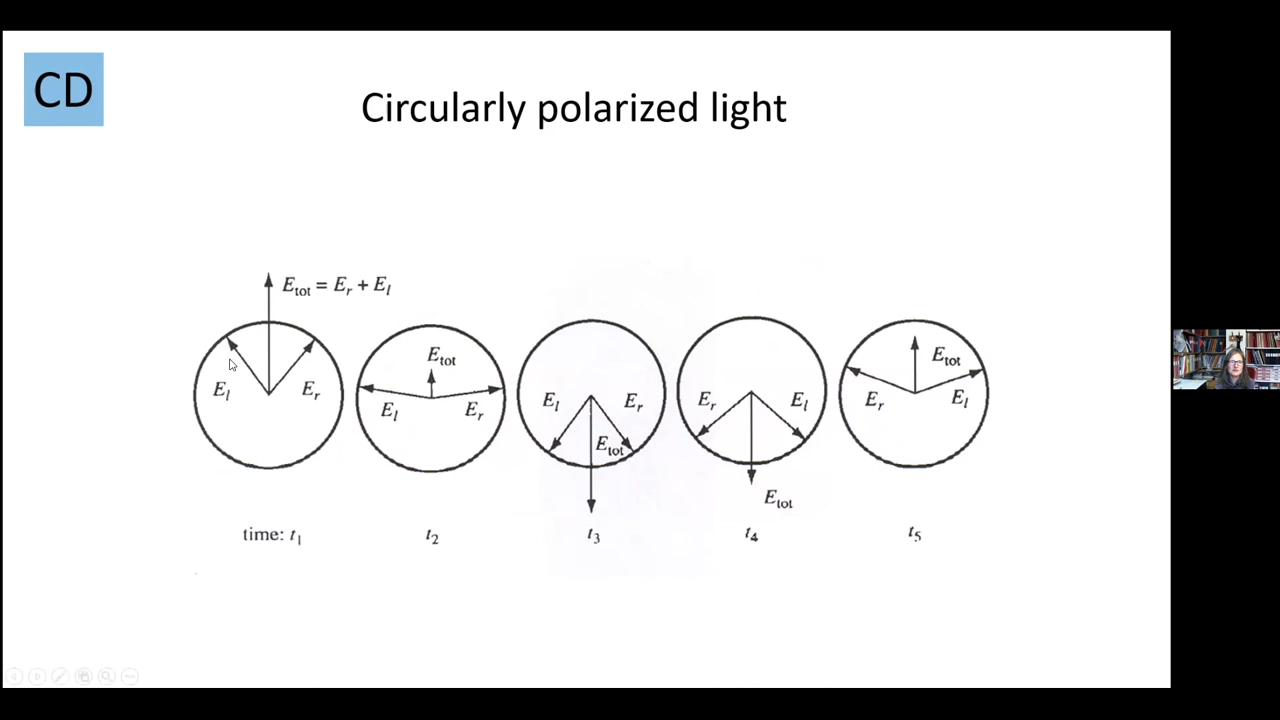 CD
Circularly polarized light
E_tot = E_r + E_l
E_l
E_r
E_tot
E_l
E_r
E_l
E_r
E_tot
E_r
E_l
E_tot
E_tot
E_r
E_l
time: t_1
t_2
t_3
t_4
t_5